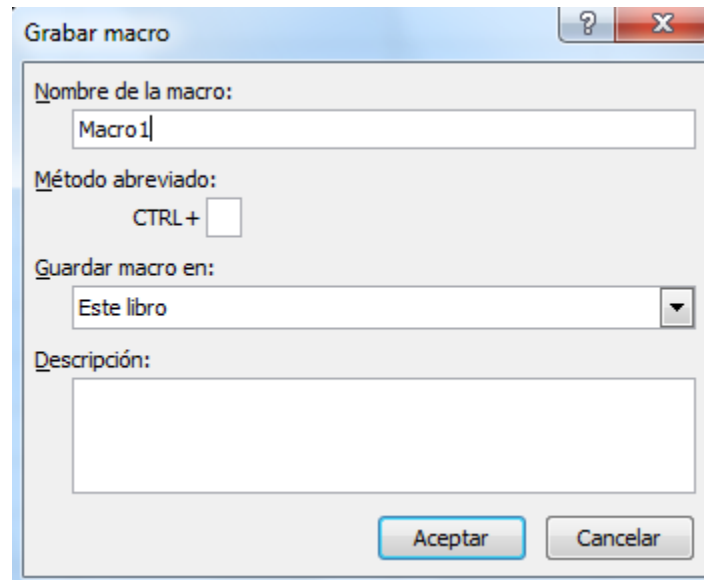 Grabar macro
Nombre de la macro:
Macro1
Método abreviado:
CTRL+
Guardar macro en:
Este libro
Descripción:
Aceptar Cancelar